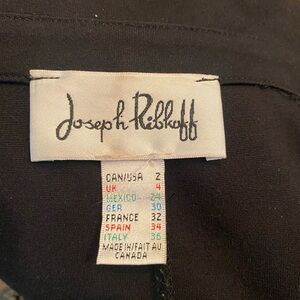 Joseph Ribkoff
CAN/USA 2
UK 4
MEXICO 24
GER 30
FRANCE 32
SPAIN 34
ITALY 36
MADE IN/FAIT AU
CANADA